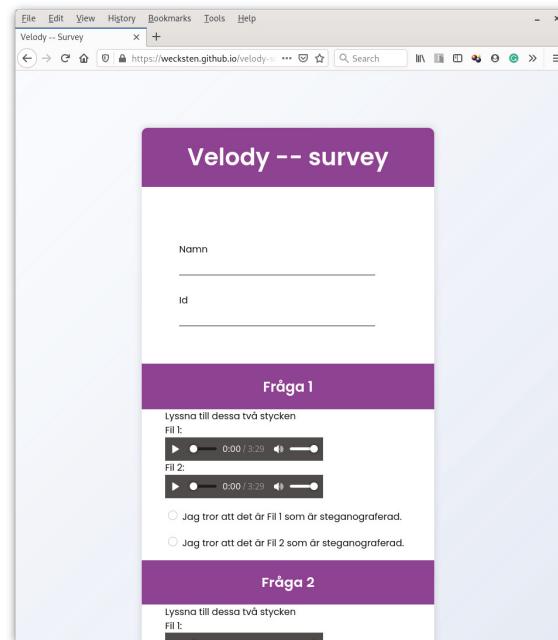 File Edit View History Bookmarks Tools Help
Velody -- Survey
https://wecksten.github.io/velody-s
Search
Velody -- survey
Namn
Id
Fråga 1
Lyssna till dessa två stycken
Fil 1:
0:00 / 3:29
Fil 2:
0:00 / 3:29
Jag tror att det är Fil 1 som är steganograferad.
Jag tror att det är Fil 2 som är steganograferad.
Fråga 2
Lyssna till dessa två stycken
Fil 1: